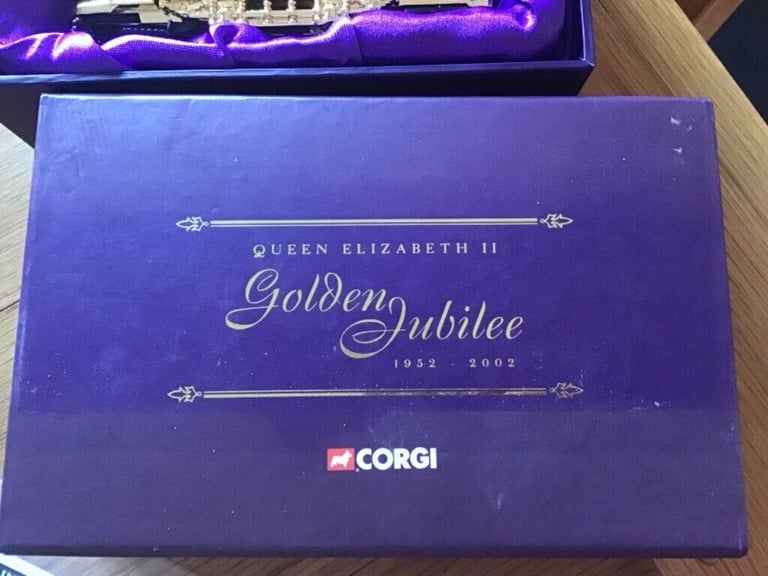 QUEEN ELIZABETH II
Golden Jubilee
1952 2002
CORGI